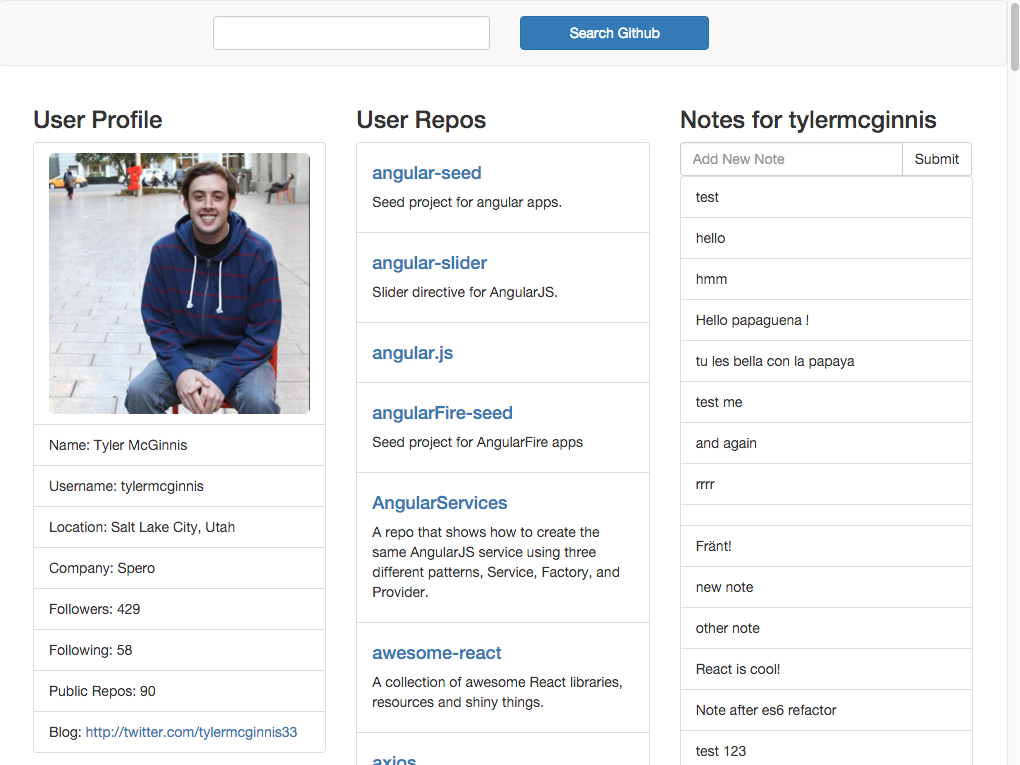 Search Github
User Profile
Name: Tyler McGinnis
Username: tylermcginnis
Location: Salt Lake City, Utah
Company: Spero
Followers: 429
Following: 58
Public Repos: 90
Blog: http://twitter.com/tylermcginnis33
User Repos
angular-seed
Seed project for angular apps.
angular-slider
Slider directive for AngularJS.
angular.js
angularFire-seed
Seed project for AngularFire apps
AngularServices
A repo that shows how to create the
same AngularJS service using three
different patterns, Service, Factory, and
Provider.
awesome-react
A collection of awesome React libraries,
resources and shiny things.
axios
Notes for tylermcginnis
Add New Note Submit
test
hello
hmm
Hello papaguena !
tu les bella con la papaya
test me
and again
rrrr
Fränt!
new note
other note
React is cool!
Note after es6 refactor
test 123